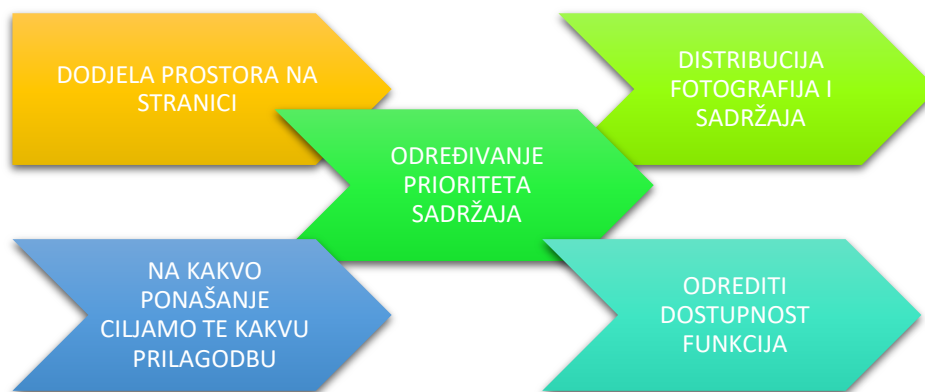 DODJELA PROSTORA NA
STRANICI
DISTRIBUCIJA
FOTOGRAFIJA I
SADRŽAJA
ODREĐIVANJE
PRIORITETA
SADRŽAJA
NA KAKVO
PONAŠANJE
CILJAMO TE KAKVU
PRILAGODBU
ODREDITI
DOSTUPNOST
FUNKCIJA